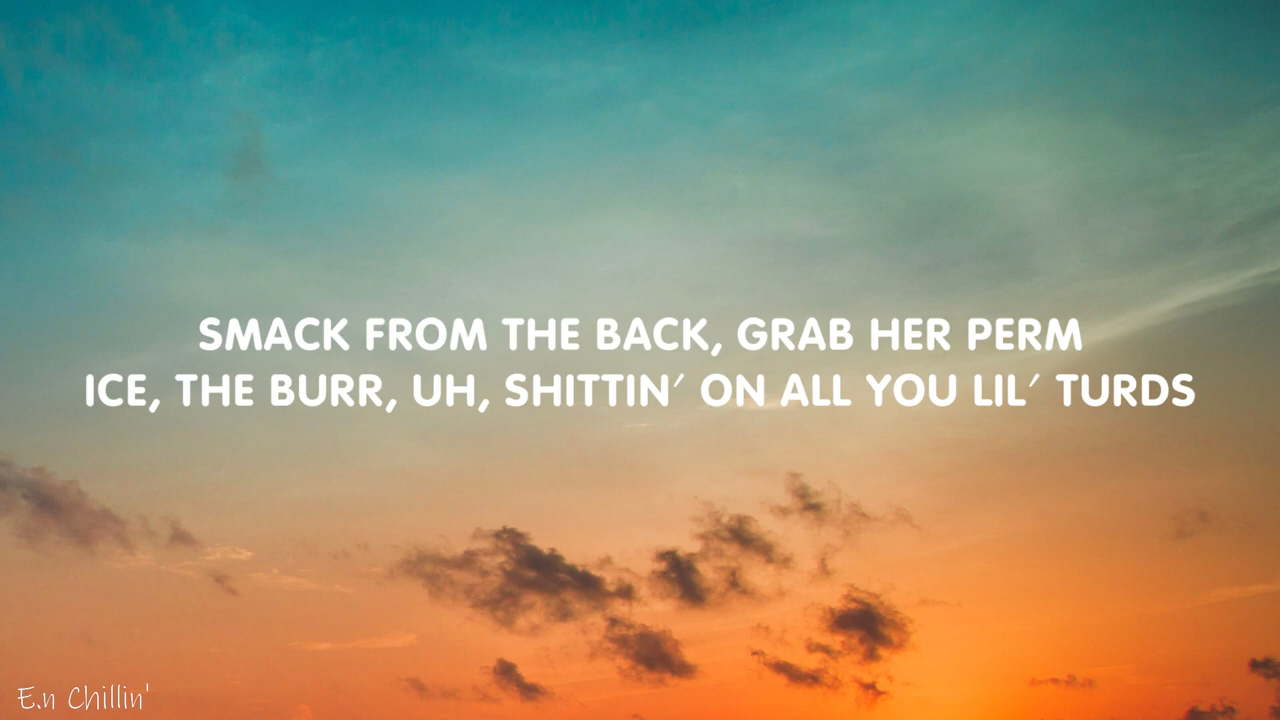 SMACK FROM THE BACK, GRAB HER PERM
ICE, THE BURR, UH, SHITTIN′ ON ALL YOU LIL′ TURDS
E.n Chillin'